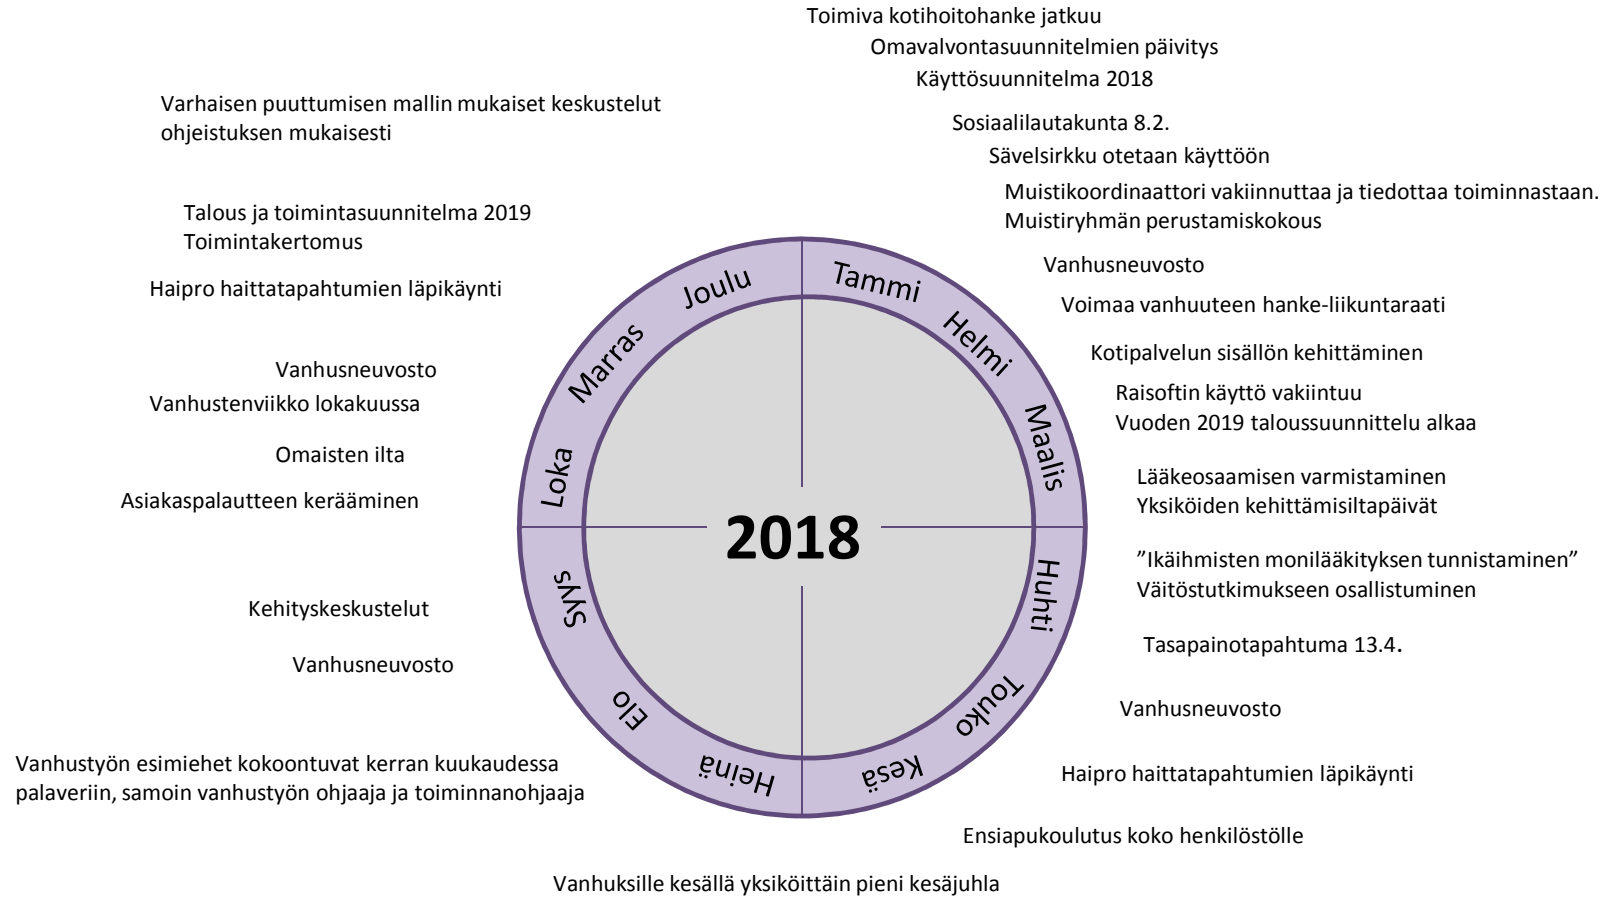 Toimiva kotihoitohanke jatkuu
Omavalvontasuunnitelmien päivitys
Käyttösuunnitelma 2018
Sosiaalilautakunta 8.2.
Sävelsirkku otetaan käyttöön
Muistikoordinaattori vakiinnuttaa ja tiedottaa toiminnastaan.
Muistiryhmän perustamiskokous
Vanhusneuvosto
Voimaa vanhuuteen hanke-liikuntaraati
Kotipalvelun sisällön kehittäminen
Raisoftin käyttö vakiintuu
Vuoden 2019 taloussuunnittelu alkaa
Lääkeosaamisen varmistaminen
Yksiköiden kehittämisiltapäivät
”Ikäihmisten monilääkityksen tunnistaminen”
Väitöstutkimukseen osallistuminen
Tasapainotapahtuma 13.4.
Vanhusneuvosto
Haipro haittatapahtumien läpikäynti
Ensiapukoulutus koko henkilöstölle
Vanhuksille kesällä yksiköittäin pieni kesäjuhla
Vanhustyön esimiehet kokoontuvat kerran kuukaudessa
palaveriin, samoin vanhustyön ohjaaja ja toiminnanohjaaja
Vanhusneuvosto
Kehityskeskustelut
Asiakaspalautteen kerääminen
Omaisten ilta
Vanhustenviikko lokakuussa
Vanhusneuvosto
Haipro haittatapahtumien läpikäynti
Talous ja toimintasuunnitelma 2019
Toimintakertomus
Varhaisen puuttumisen mallin mukaiset keskustelut
ohjeistuksen mukaisesti
Tammi
Helmi
Maalis
Huhti
Touko
Kesä
Heinä
Elo
Syys
Loka
Marras
Joulu
2018